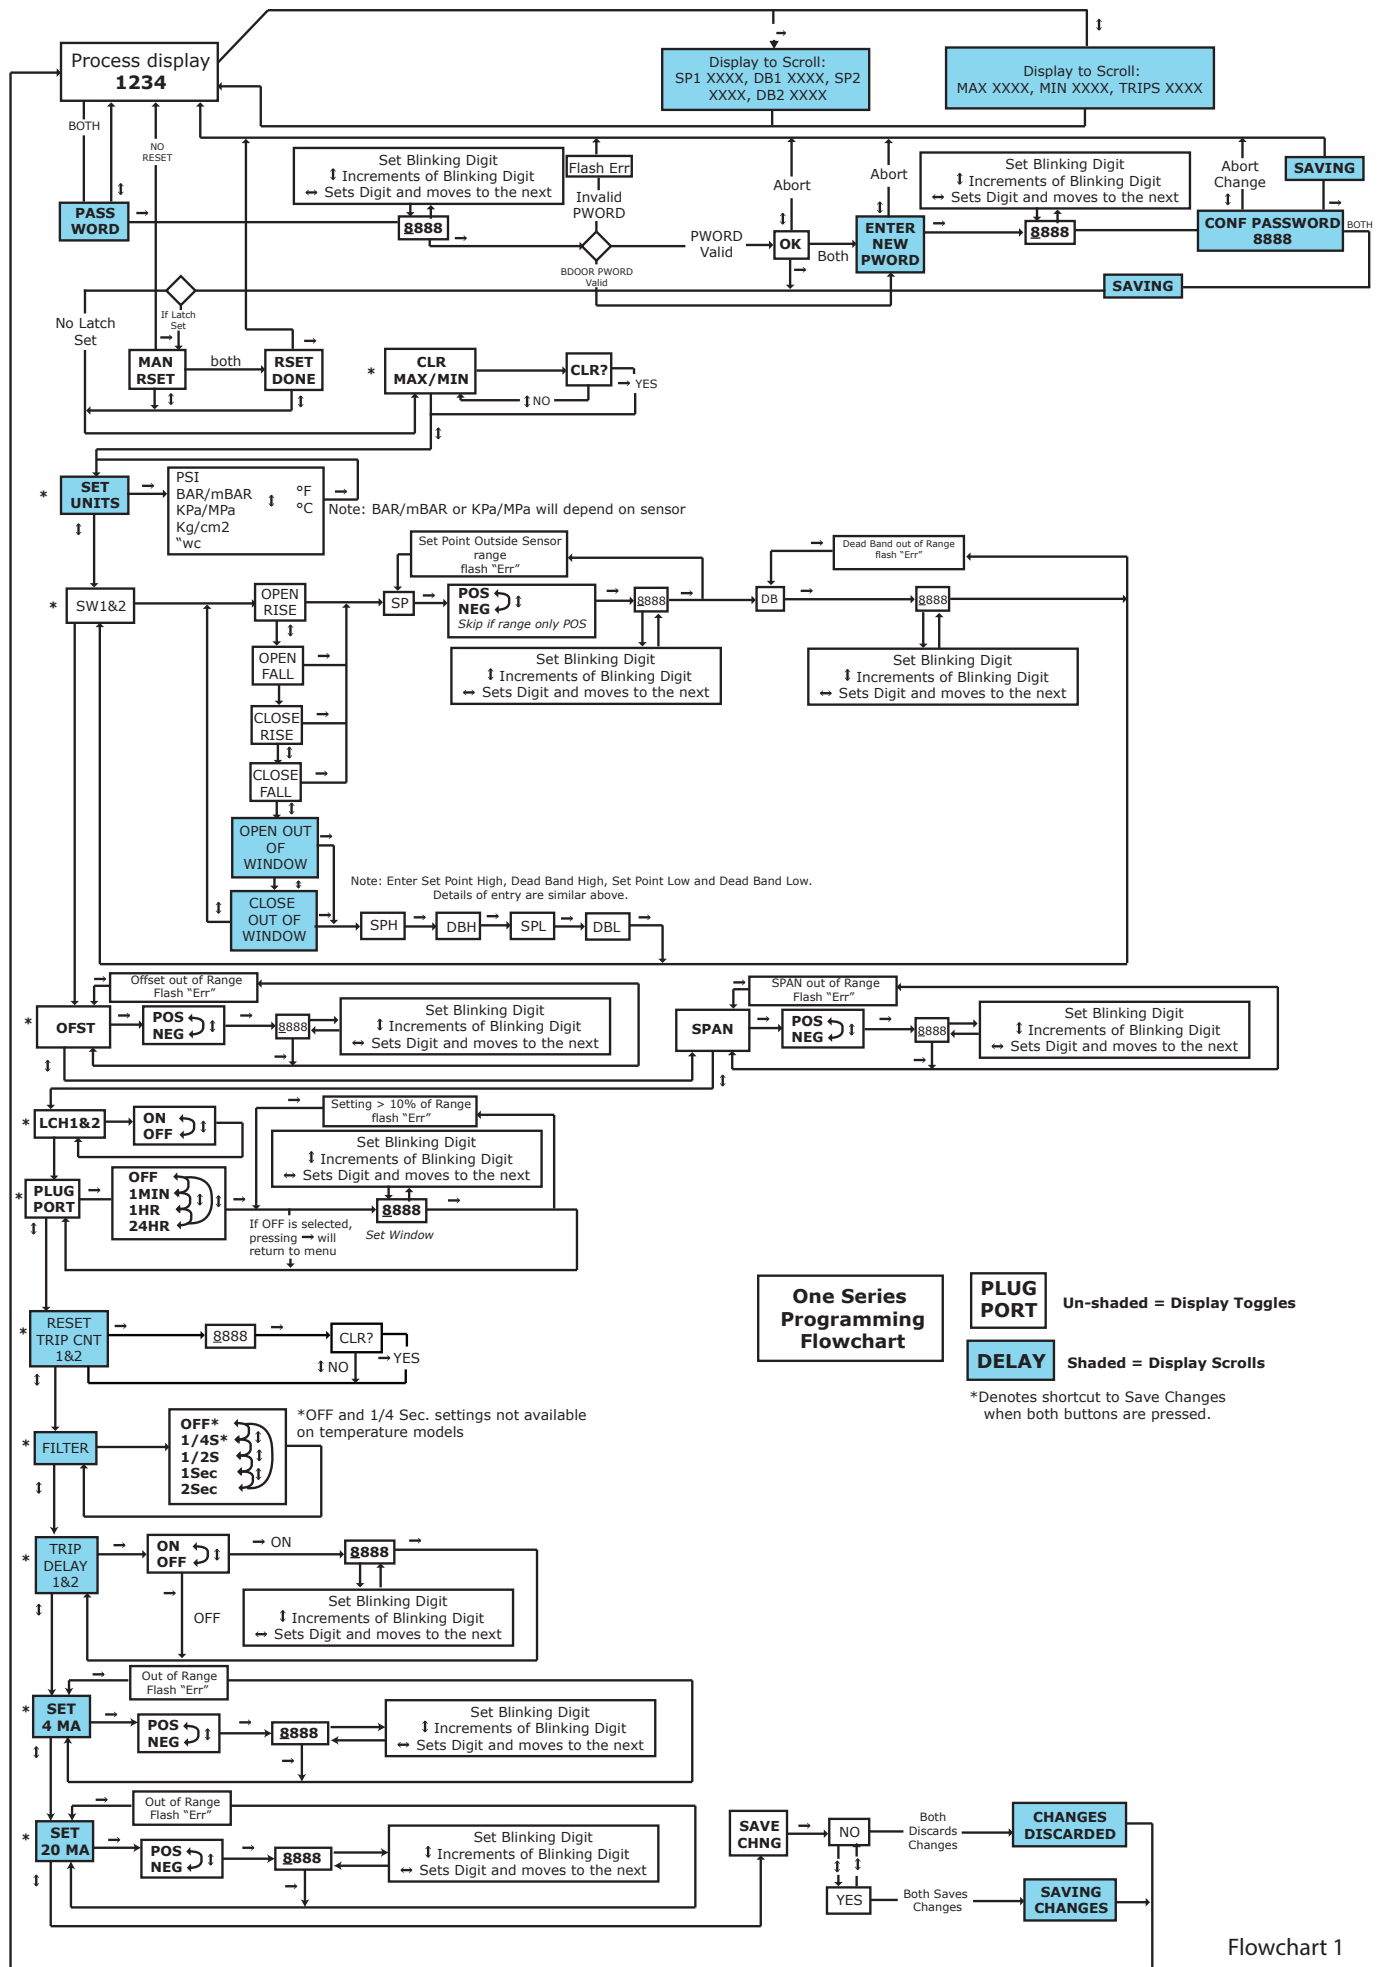 Process display
1234
Display to Scroll:
SP1 XXXX, DB1 XXXX, SP2
XXXX, DB2 XXXX
Display to Scroll:
MAX XXXX, MIN XXXX, TRIPS XXXX
BOTH
NO
RESET
Set Blinking Digit
↕ Increments of Blinking Digit
↔ Sets Digit and moves to the next
Flash Err
Invalid
PWORD
Abort
Abort
Set Blinking Digit
↕ Increments of Blinking Digit
↔ Sets Digit and moves to the next
Abort
Change
SAVING
PASS
WORD
8888
PWORD
Valid
OK
Both
ENTER
NEW
PWORD
8888
CONF PASSWORD
8888
BOTH
BDOOR PWORD
Valid
SAVING
No Latch
Set
If Latch
Set
MAN
RSET
both
RSET
DONE
*
CLR
MAX/MIN
CLR?
→ YES
↕ NO
*
SET
UNITS
PSI
BAR/mBAR
KPa/MPa
Kg/cm2
“wc
↕
°F
°C
Note: BAR/mBAR or KPa/MPa will depend on sensor
Set Point Outside Sensor
range
flash “Err”
Dead Band out of Range
flash “Err”
*
SW1&2
OPEN
RISE
SP
POS
NEG
Skip if range only POS
8888
DB
8888
OPEN
FALL
Set Blinking Digit
↕ Increments of Blinking Digit
↔ Sets Digit and moves to the next
Set Blinking Digit
↕ Increments of Blinking Digit
↔ Sets Digit and moves to the next
CLOSE
RISE
CLOSE
FALL
OPEN OUT
OF
WINDOW
Note: Enter Set Point High, Dead Band High, Set Point Low and Dead Band Low.
Details of entry are similar above.
CLOSE
OUT OF
WINDOW
SPH
DBH
SPL
DBL
Offset out of Range
Flash “Err”
SPAN out of Range
Flash “Err”
*
OFST
POS
NEG
8888
Set Blinking Digit
↕ Increments of Blinking Digit
↔ Sets Digit and moves to the next
SPAN
POS
NEG
8888
Set Blinking Digit
↕ Increments of Blinking Digit
↔ Sets Digit and moves to the next
*
LCH1&2
ON
OFF
Setting > 10% of Range
flash “Err”
Set Blinking Digit
↕ Increments of Blinking Digit
↔ Sets Digit and moves to the next
*
PLUG
PORT
OFF
1MIN
1HR
24HR
If OFF is selected,
pressing → will
return to menu
8888
Set Window
One Series
Programming
Flowchart
PLUG
PORT
Un-shaded = Display Toggles
DELAY
Shaded = Display Scrolls
*Denotes shortcut to Save Changes
when both buttons are pressed.
*
RESET
TRIP CNT
1&2
8888
CLR?
↕ NO
→ YES
*
FILTER
OFF*
1/4S*
1/2S
1Sec
2Sec
*OFF and 1/4 Sec. settings not available
on temperature models
*
TRIP
DELAY
1&2
ON
OFF
→ ON
8888
OFF
Set Blinking Digit
↕ Increments of Blinking Digit
↔ Sets Digit and moves to the next
Out of Range
Flash “Err”
*
SET
4 MA
POS
NEG
8888
Set Blinking Digit
↕ Increments of Blinking Digit
↔ Sets Digit and moves to the next
Out of Range
Flash “Err”
*
SET
20 MA
POS
NEG
8888
Set Blinking Digit
↕ Increments of Blinking Digit
↔ Sets Digit and moves to the next
SAVE
CHNG
NO
Both
Discards
Changes
CHANGES
DISCARDED
YES
Both Saves
Changes
SAVING
CHANGES
Flowchart 1